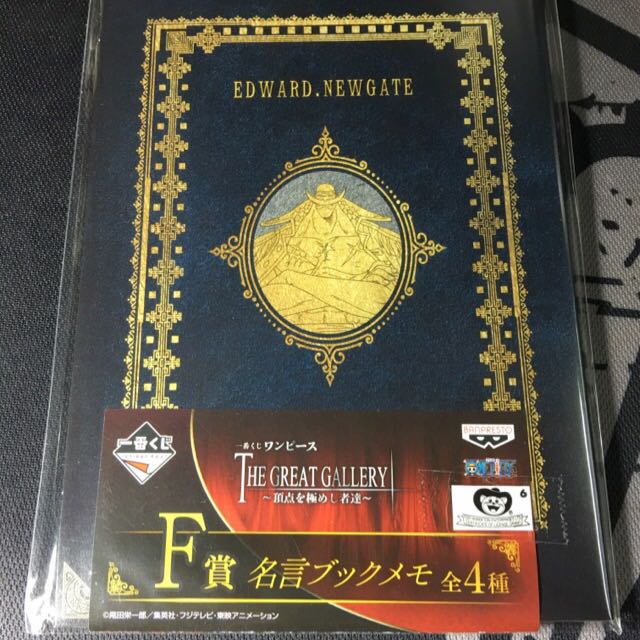 EDWARD.NEWGATE
一番くじ
一番くじ ワンピース
THE GREAT GALLERY
～頂点を極めし者達～
BANPRESTO
6
F賞 名言ブックメモ 全4種
©尾田栄一郎／集英社・フジテレビ・東映アニメーション